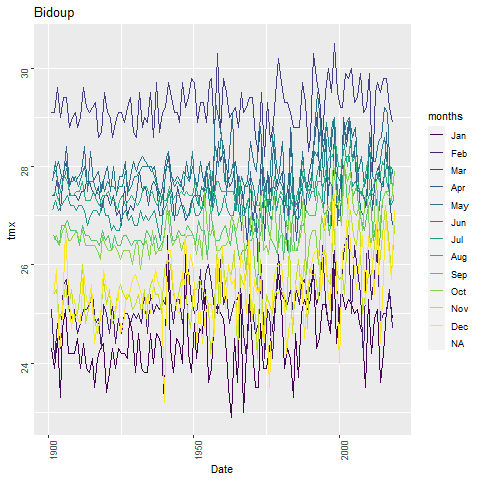 Bidoup
tmx
30
28
26
24
1900
1950
2000
Date
months
Jan
Feb
Mar
Apr
May
Jun
Jul
Aug
Sep
Oct
Nov
Dec
NA